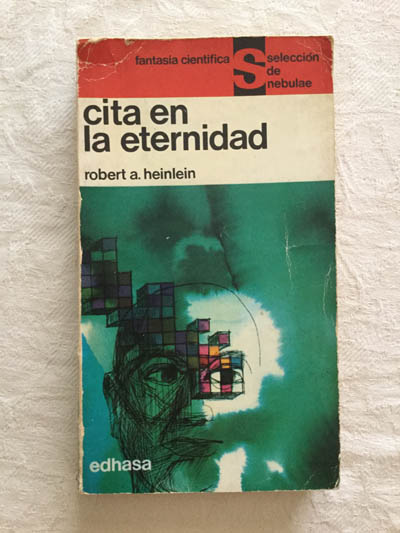 fantasia cientifica
S selección
de
nebulae
cita en
la eternidad
robert a. heinlein
edhasa